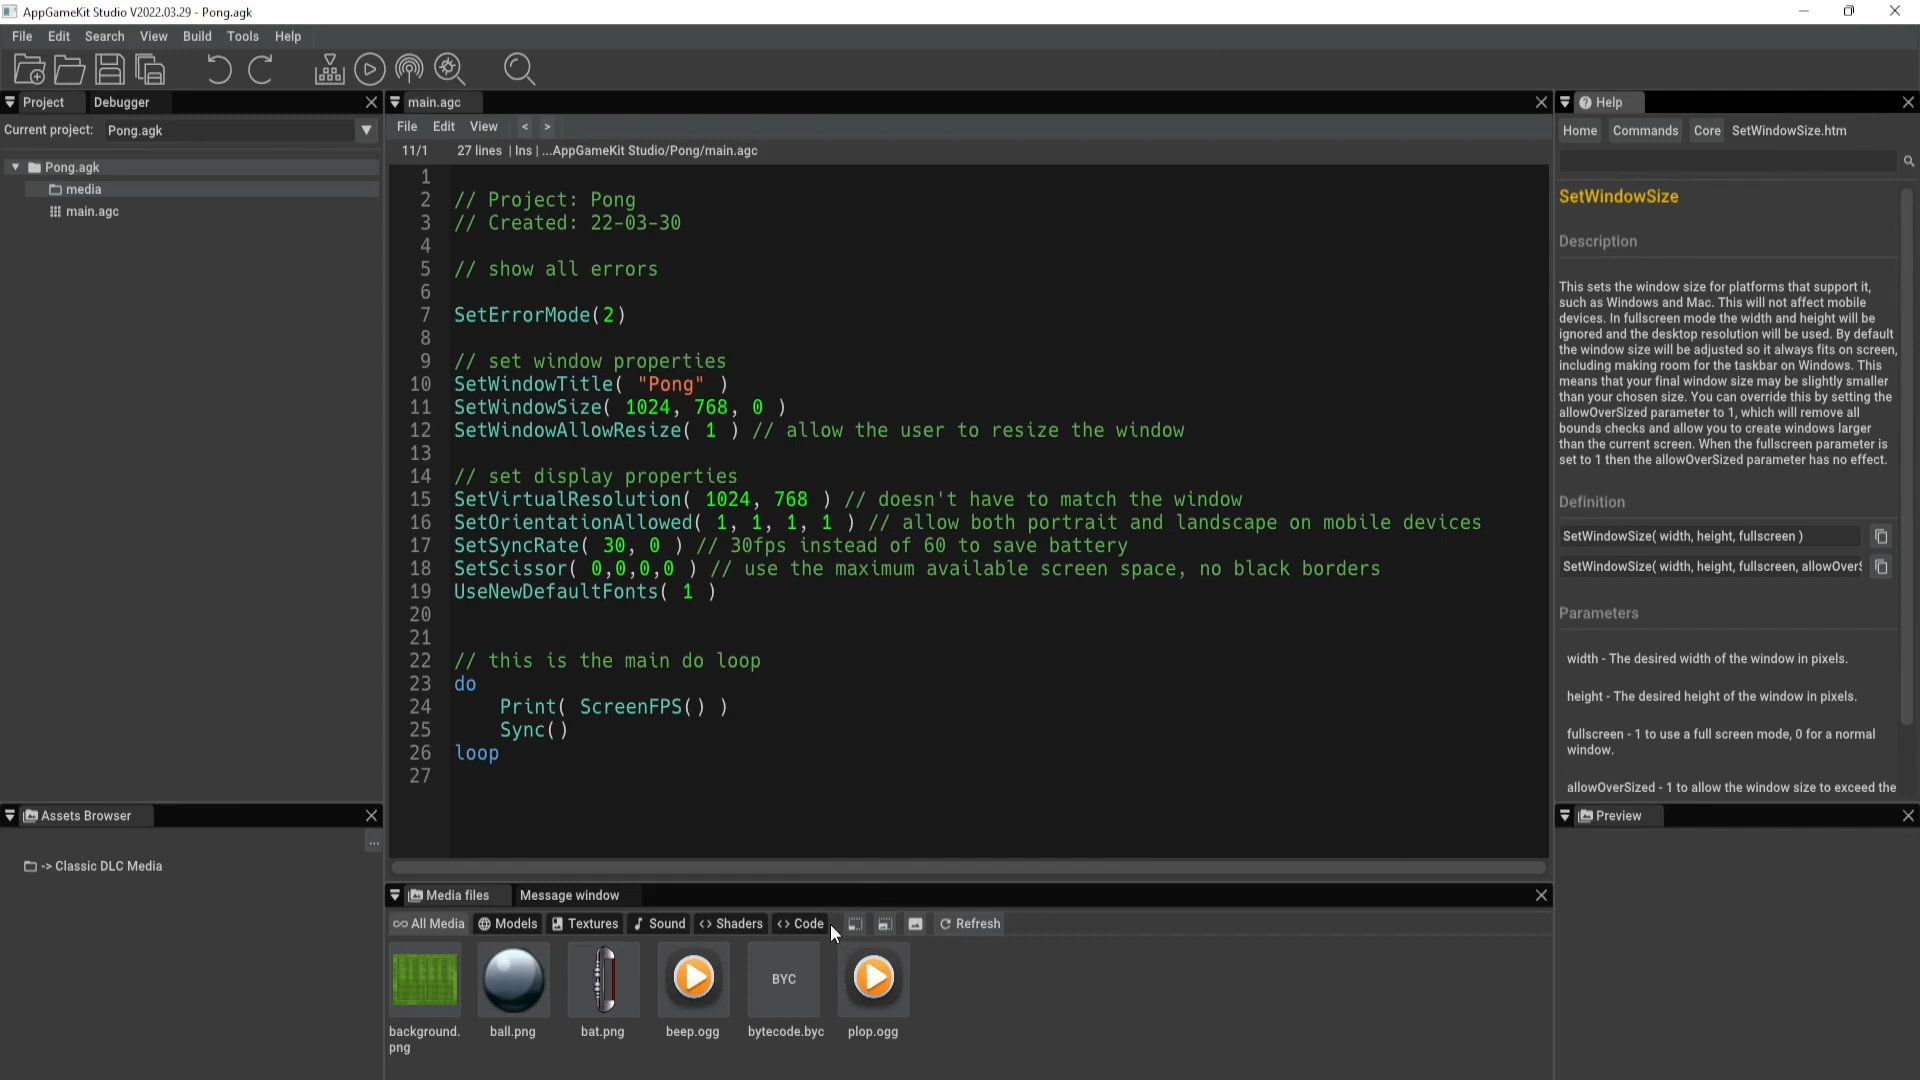 AppGameKit Studio V2022.03.29 - Pong.agk
File Edit Search View Build Tools Help
Project Debugger
Current project: Pong.agk
Pong.agk
media
main.agc
Assets Browser
...
-> Classic DLC Media
main.agc
File Edit View < >
11/1 27 lines | Ins | ...AppGameKit Studio/Pong/main.agc
1
2 // Project: Pong
3 // Created: 22-03-30
4
5 // show all errors
6
7 SetErrorMode(2)
8
9 // set window properties
10 SetWindowTitle( "Pong" )
11 SetWindowSize( 1024, 768, 0 )
12 SetWindowAllowResize( 1 ) // allow the user to resize the window
13
14 // set display properties
15 SetVirtualResolution( 1024, 768 ) // doesn't have to match the window
16 SetOrientationAllowed( 1, 1, 1, 1 ) // allow both portrait and landscape on mobile devices
17 SetSyncRate( 30, 0 ) // 30fps instead of 60 to save battery
18 SetScissor( 0,0,0,0 ) // use the maximum available screen space, no black borders
19 UseNewDefaultFonts( 1 )
20
21
22 // this is the main do loop
23 do
24 Print( ScreenFPS() )
25 Sync()
26 loop
27
Media files Message window
All Media Models Textures Sound <> Shaders <> Code Refresh
BYC
background.png
ball.png
bat.png
beep.ogg
bytecode.byc
plop.ogg
Help
Home Commands Core SetWindowSize.htm
SetWindowSize
Description
This sets the window size for platforms that support it,
such as Windows and Mac. This will not affect mobile
devices. In fullscreen mode the width and height will be
ignored and the desktop resolution will be used. By default
the window size will be adjusted so it always fits on screen,
including making room for the taskbar on Windows. This
means that your final window size may be slightly smaller
than your chosen size. You can override this by setting the
allowOverSized parameter to 1, which will remove all
bounds checks and allow you to create windows larger
than the current screen. When the fullscreen parameter is
set to 1 then the allowOverSized parameter has no effect.
Definition
SetWindowSize( width, height, fullscreen )
SetWindowSize( width, height, fullscreen, allowOverS
Parameters
width - The desired width of the window in pixels.
height - The desired height of the window in pixels.
fullscreen - 1 to use a full screen mode, 0 for a normal
window.
allowOverSized - 1 to allow the window size to exceed the
Preview